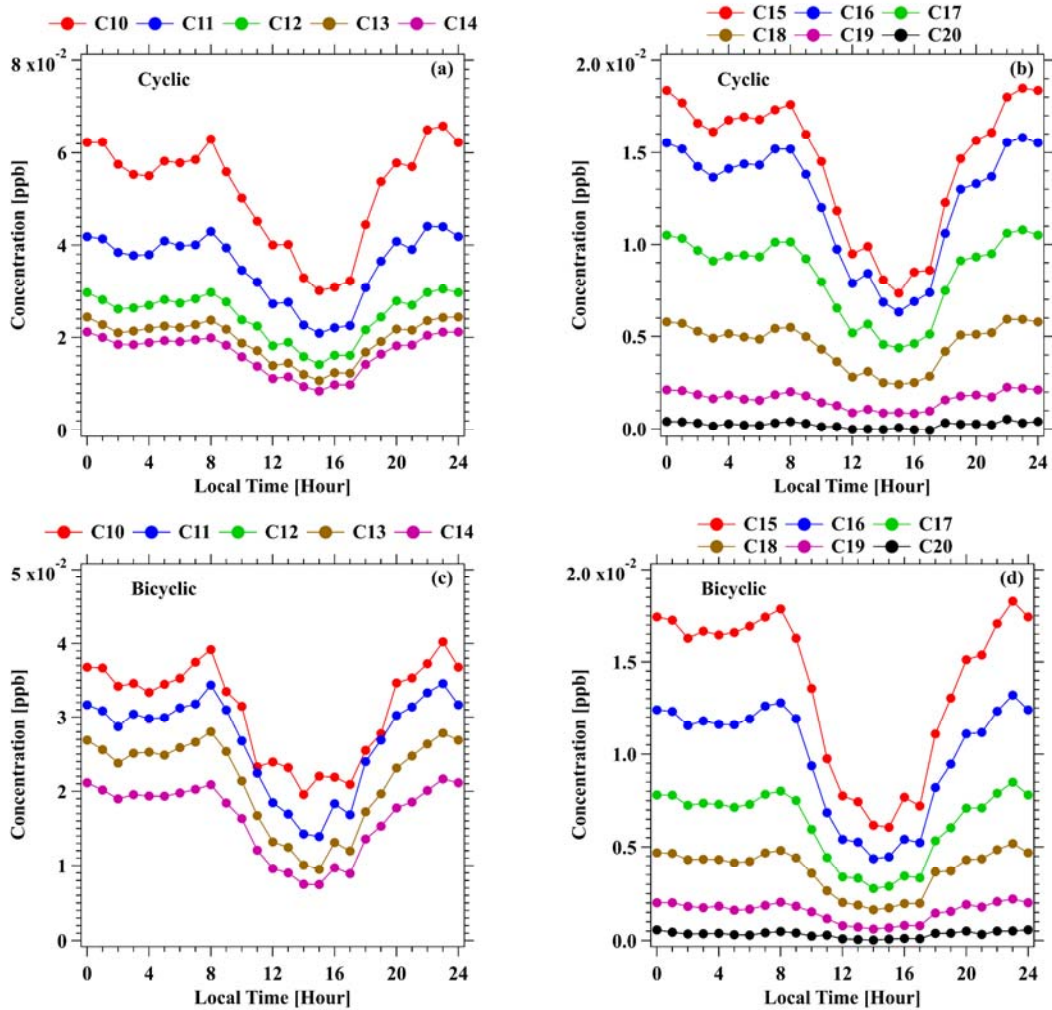 C10 C11 C12 C13 C14
8 x10-2
(a)
Cyclic
6
4
2
0
Concentration [ppb]
0 4 8 12 16 20 24
Local Time [Hour]
C15 C16 C17
C18 C19 C20
2.0 x10-2
(b)
Cyclic
1.5
1.0
0.5
0.0
Concentration [ppb]
0 4 8 12 16 20 24
Local Time [Hour]
C10 C11 C12 C13 C14
5 x10-2
(c)
Bicyclic
4
3
2
1
0
Concentration [ppb]
0 4 8 12 16 20 24
Local Time [Hour]
C15 C16 C17
C18 C19 C20
2.0 x10-2
(d)
Bicyclic
1.5
1.0
0.5
0.0
Concentration [ppb]
0 4 8 12 16 20 24
Local Time [Hour]